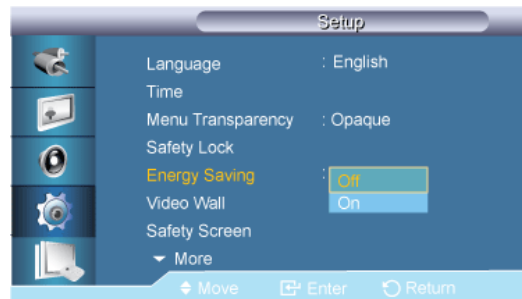 Setup
Language : English
Time
Menu Transparency : Opaque
Safety Lock
Energy Saving : Off
On
Video Wall
Safety Screen
More
Move Enter Return